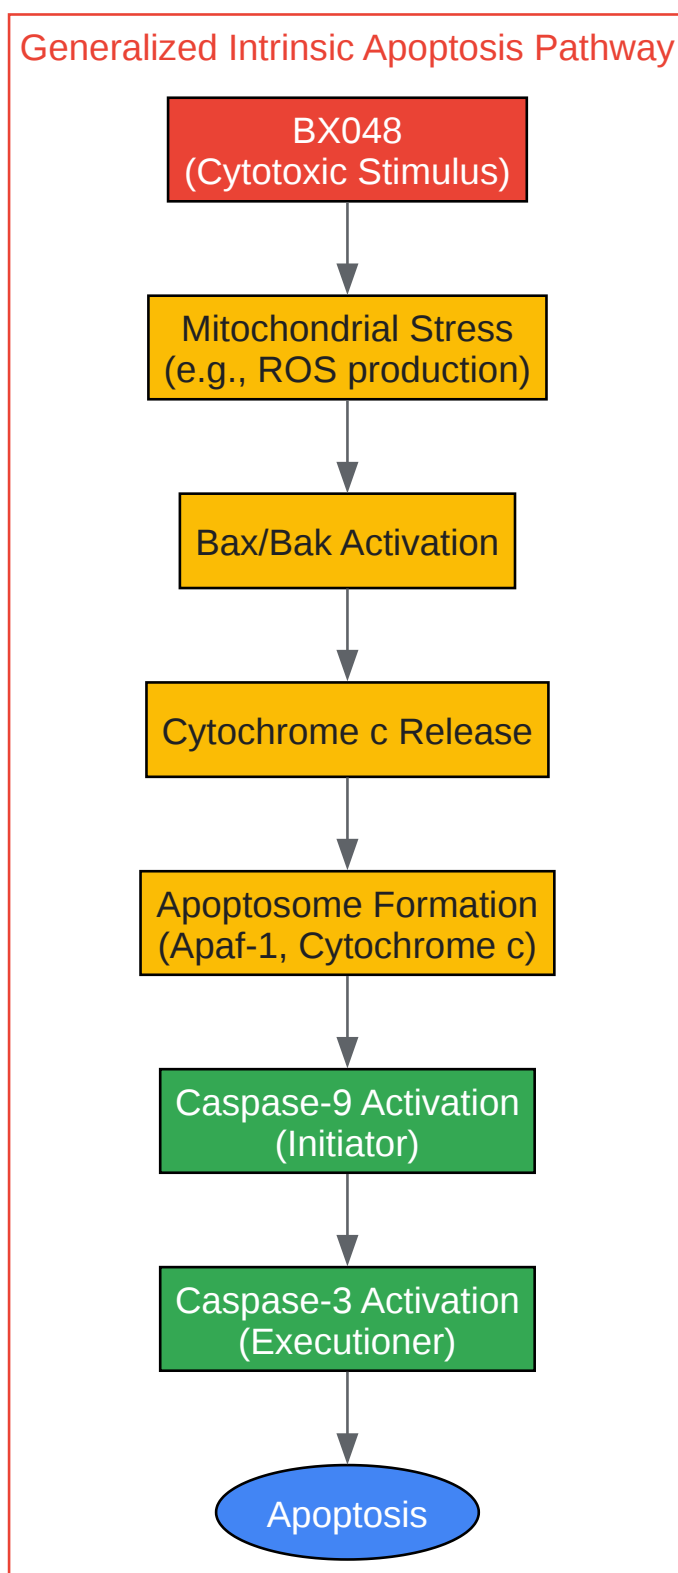 Generalized Intrinsic Apoptosis Pathway
BX048
(Cytotoxic Stimulus)
Mitochondrial Stress
(e.g., ROS production)
Bax/Bak Activation
Cytochrome c Release
Apoptosome Formation
(Apaf-1, Cytochrome c)
Caspase-9 Activation
(Initiator)
Caspase-3 Activation
(Executioner)
Apoptosis